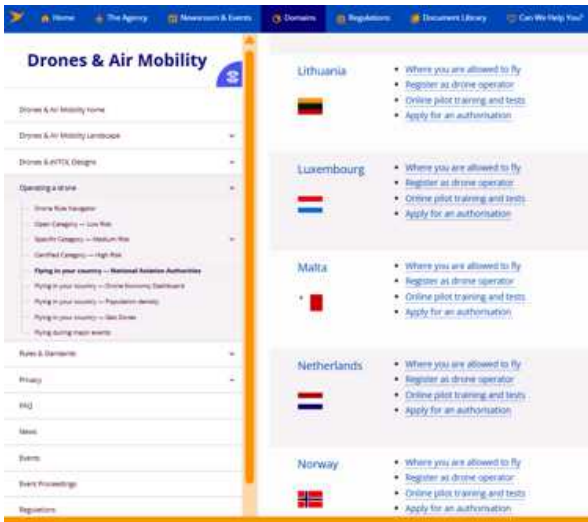 Home
The Agency
Newsroom & Events
Domains
Regulations
Document Library
Can We Help You?
Drones & Air Mobility
Drones & Air Mobility home
Drones & Air Mobility Landscape
Drones & eVTOL Designs
Operating a drone
Drone Rule Navigator
Open Category — Low Risk
Specific Category — Medium Risk
Certified Category — High Risk
Flying in your country — National Aviation Authorities
Flying in your country — Drone Economy Dashboard
Flying in your country — Population density
Flying in your country — Geo Zones
Flying during major events
Rules & Standards
Privacy
FAQ
News
Events
Event Proceedings
Regulations
Lithuania
Where you are allowed to fly
Register as drone operator
Online pilot training and tests
Apply for an authorisation
Luxembourg
Where you are allowed to fly
Register as drone operator
Online pilot training and tests
Apply for an authorisation
Malta
Where you are allowed to fly
Register as drone operator
Online pilot training and tests
Apply for an authorisation
Netherlands
Where you are allowed to fly
Register as drone operator
Online pilot training and tests
Apply for an authorisation
Norway
Where you are allowed to fly
Register as drone operator
Online pilot training and tests
Apply for an authorisation